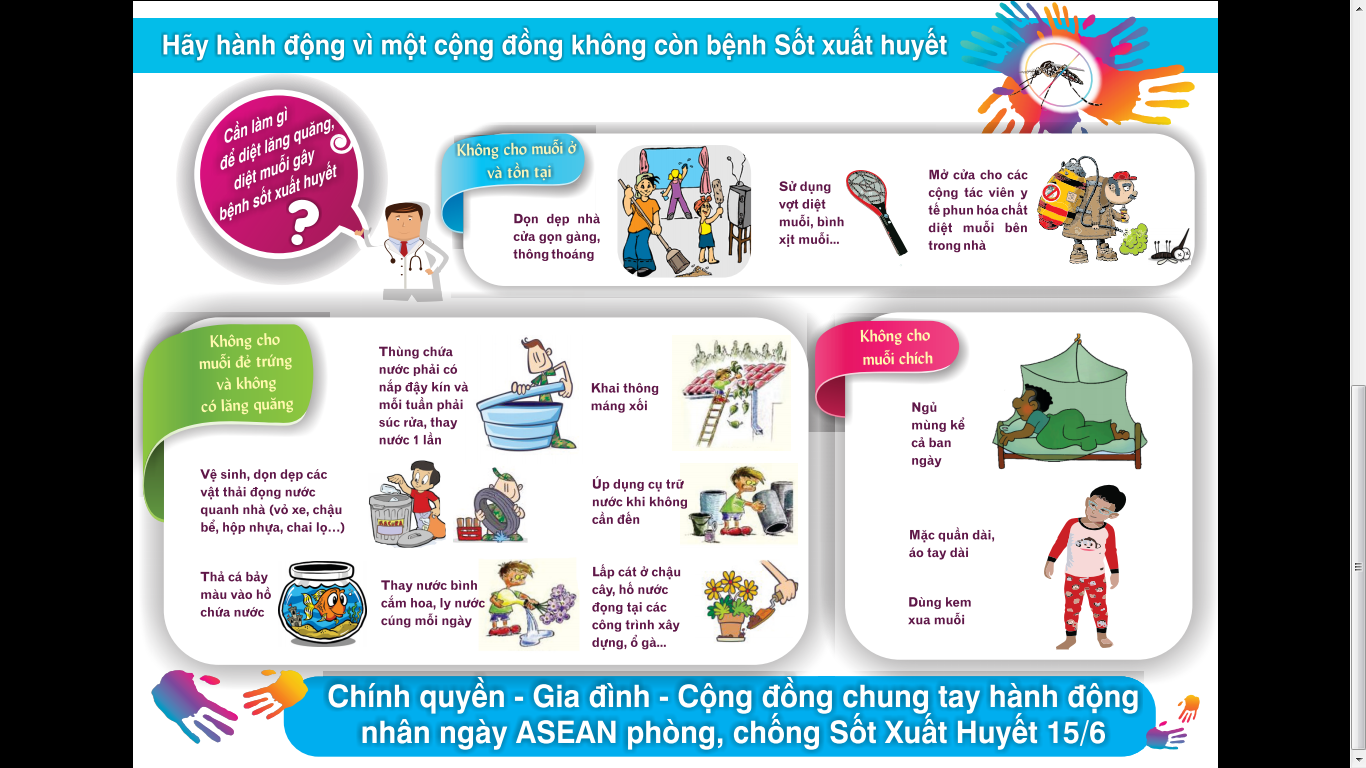 Hãy hành động vì một cộng đồng không còn bệnh Sốt xuất huyết
Cần làm gì
để diệt lăng quăng,
diệt muỗi gây
bệnh sốt xuất huyết
?
Không cho muỗi ở
và tồn tại
Dọn dẹp nhà
cửa gọn gàng,
thông thoáng
Sử dụng
vợt diệt
muỗi, bình
xịt muỗi...
Mở cửa cho các
cộng tác viên y
tế phun hóa chất
diệt muỗi bên
trong nhà
Không cho
muỗi đẻ trứng
và không
có lăng quăng
Thùng chứa
nước phải có
nắp đậy kín và
mỗi tuần phải
súc rửa, thay
nước 1 lần
Khai thông
máng xối
Vệ sinh, dọn dẹp các
vật thải đọng nước
quanh nhà (vỏ xe, chậu
bể, hộp nhựa, chai lọ...)
Úp dụng cụ trữ
nước khi không
cần đến
Thả cá bảy
màu vào hồ
chứa nước
Thay nước bình
cắm hoa, ly nước
cúng mỗi ngày
Lấp cát ở chậu
cây, hố nước
đọng tại các
công trình xây
dựng, ổ gà...
Không cho
muỗi chích
Ngủ
mùng kể
cả ban
ngày
Mặc quần dài,
áo tay dài
Dùng kem
xua muỗi
Chính quyền - Gia đình - Cộng đồng chung tay hành động
nhân ngày ASEAN phòng, chống Sốt Xuất Huyết 15/6